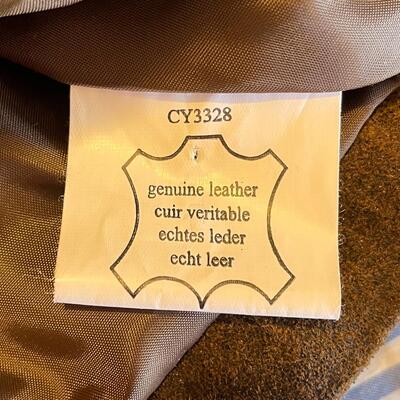 CY3328
genuine leather
cuir veritable
echtes leder
echt leer